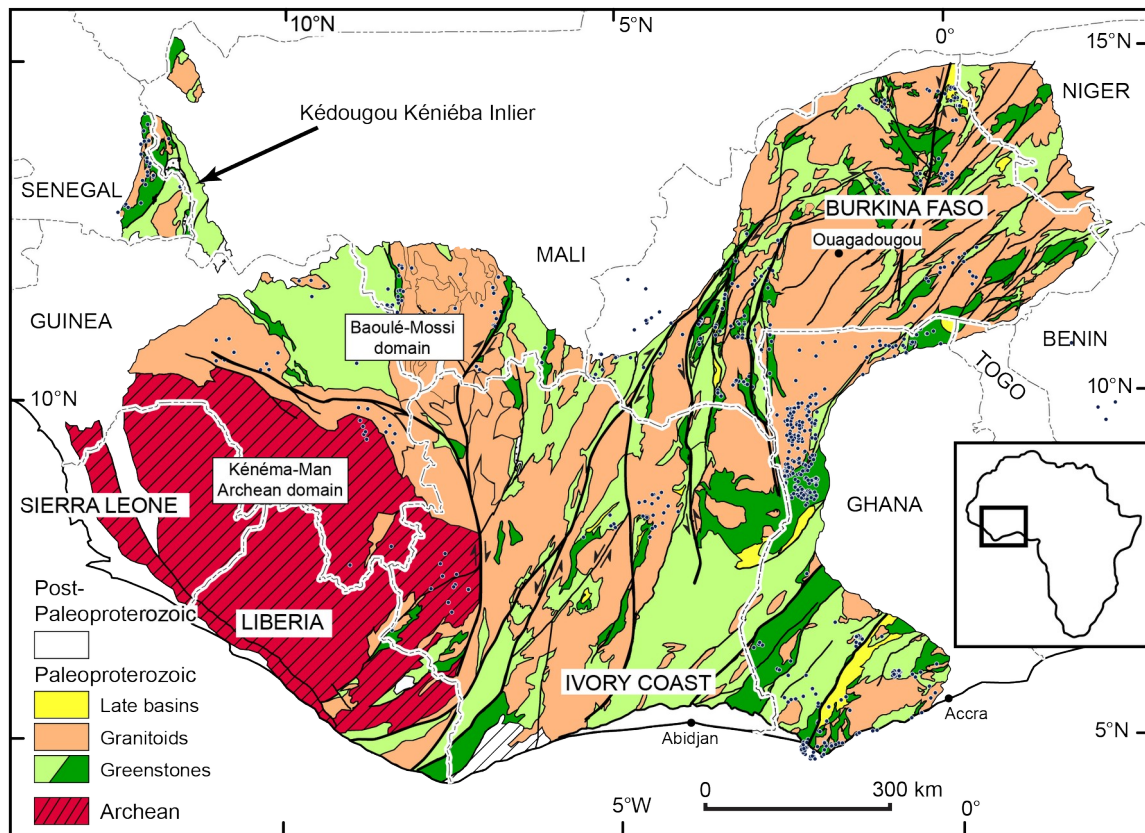 10°N
5°N
0°
15°N
NIGER
Kédougou Kéniéba Inlier
SENEGAL
BURKINA FASO
Ouagadougou
MALI
GUINEA
Baoulé-Mossi
domain
BENIN
TOGO
10°N
10°N
Kénéma-Man
Archean domain
SIERRA LEONE
GHANA
LIBERIA
IVORY COAST
Abidjan
Accra
5°N
Post-
Paleoproterozoic
Paleoproterozoic
Late basins
Granitoids
Greenstones
Archean
0
300 km
5°W
0°